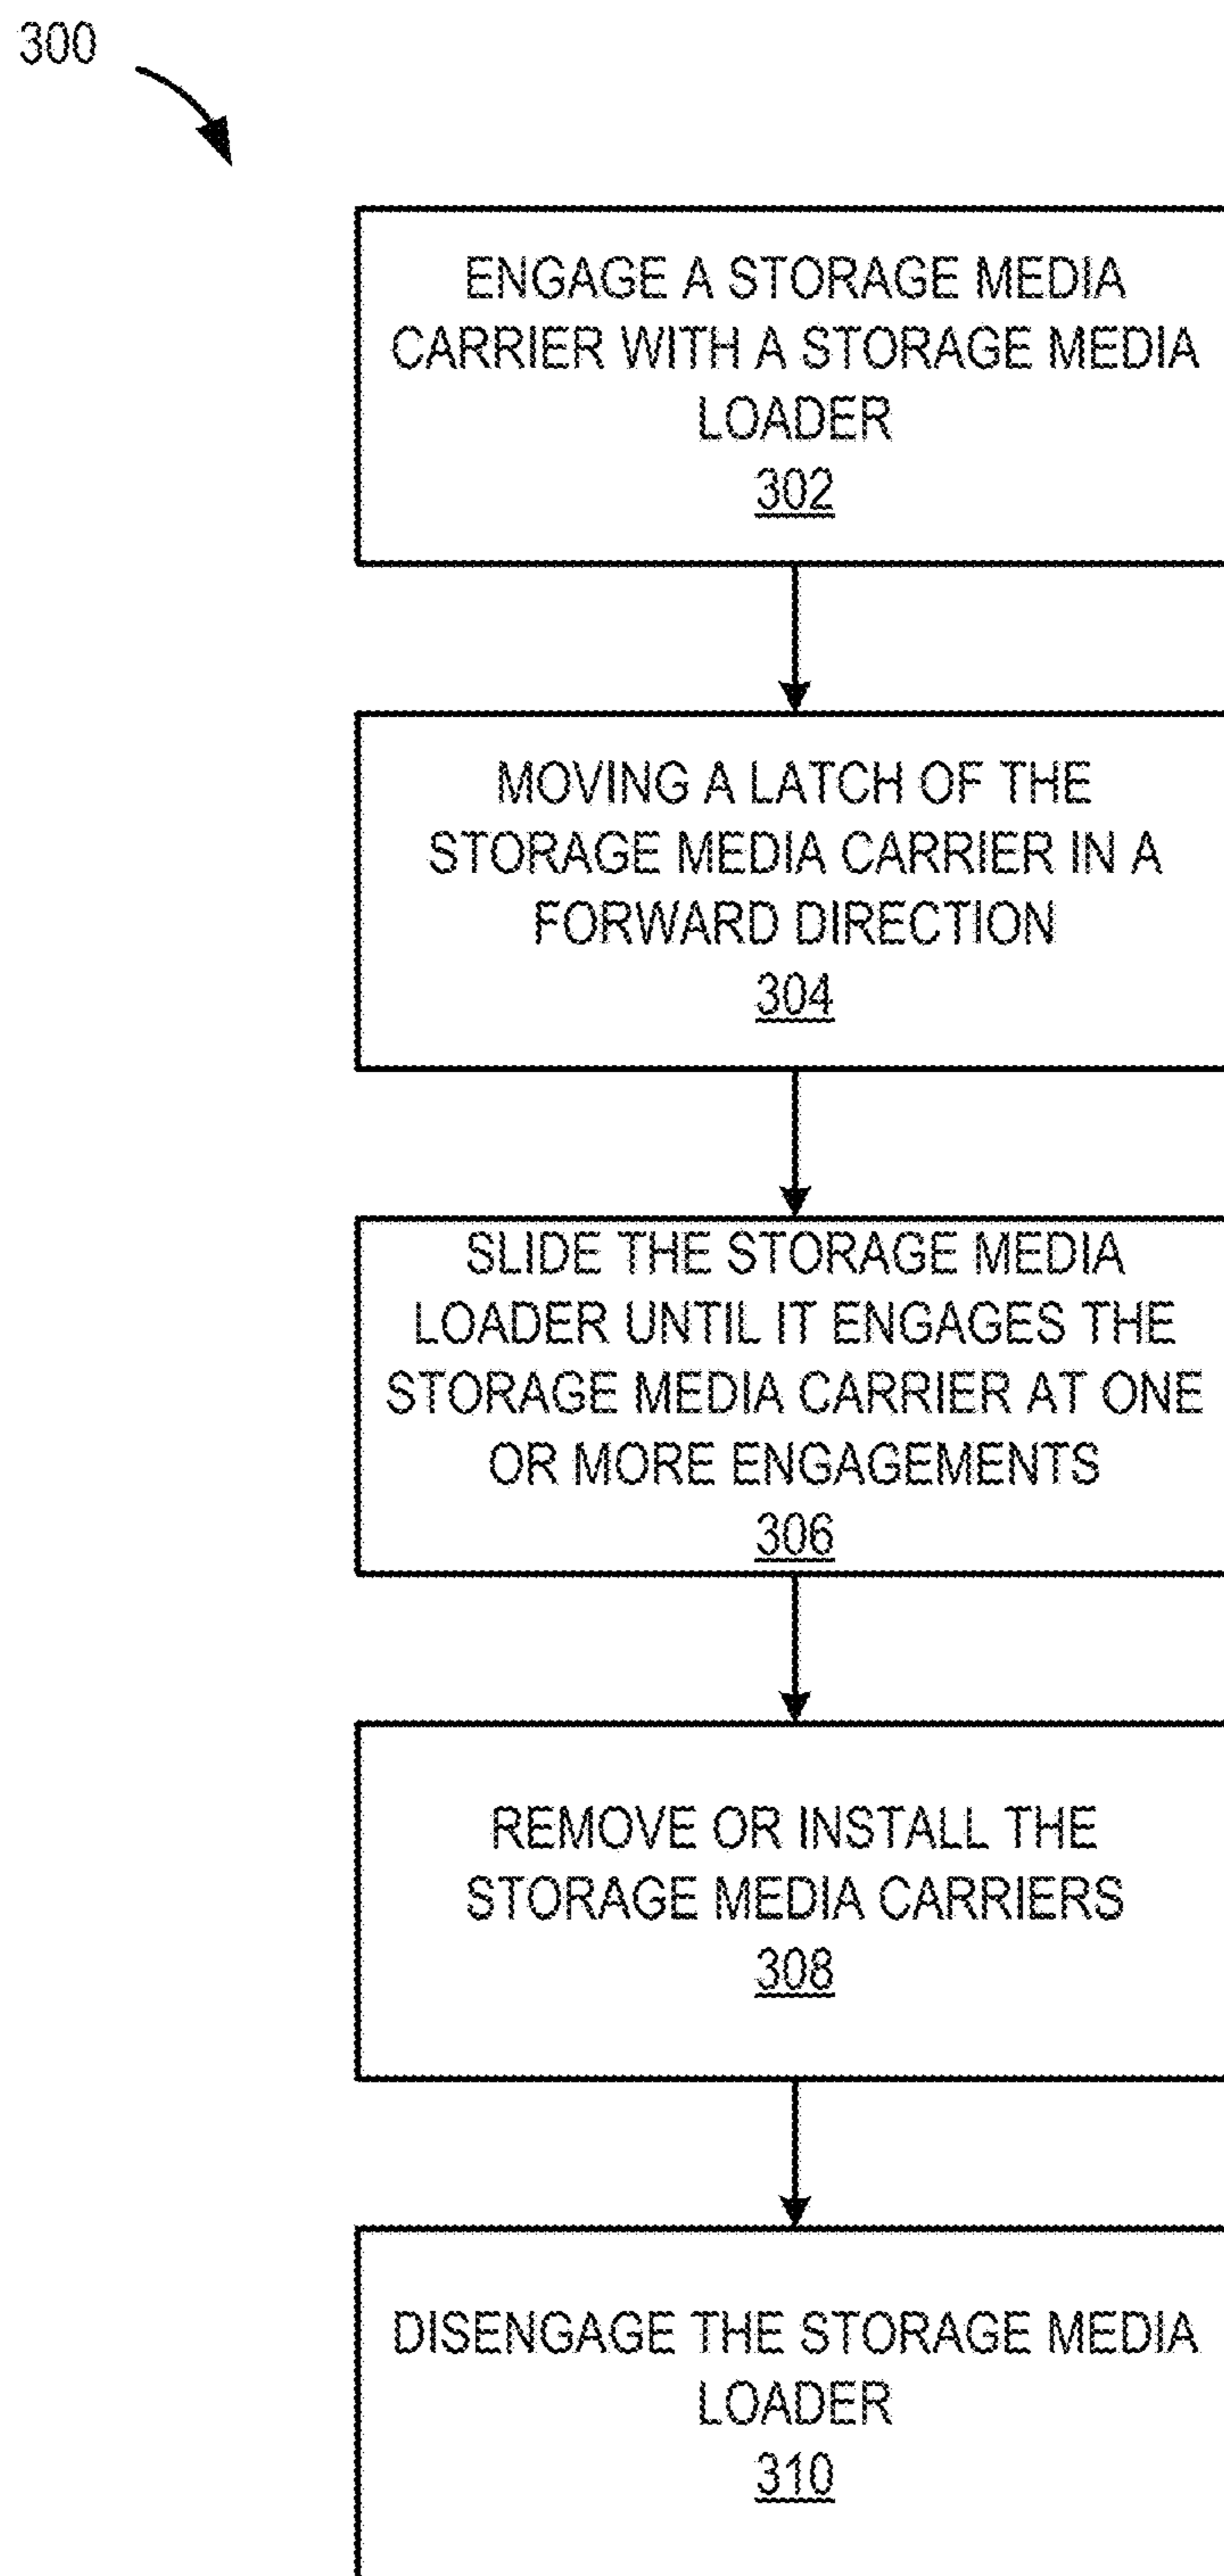 300
ENGAGE A STORAGE MEDIA
CARRIER WITH A STORAGE MEDIA
LOADER
302
MOVING A LATCH OF THE
STORAGE MEDIA CARRIER IN A
FORWARD DIRECTION
304
SLIDE THE STORAGE MEDIA
LOADER UNTIL IT ENGAGES THE
STORAGE MEDIA CARRIER AT ONE
OR MORE ENGAGEMENTS
306
REMOVE OR INSTALL THE
STORAGE MEDIA CARRIERS
308
DISENGAGE THE STORAGE MEDIA
LOADER
310